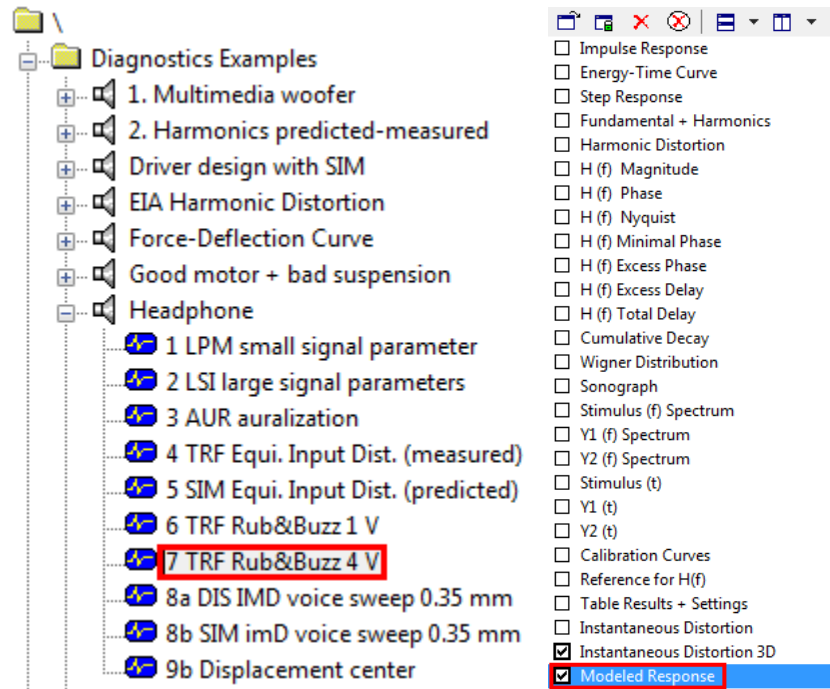 \
Diagnostics Examples
1. Multimedia woofer
2. Harmonics predicted-measured
Driver design with SIM
EIA Harmonic Distortion
Force-Deflection Curve
Good motor + bad suspension
Headphone
1 LPM small signal parameter
2 LSI large signal parameters
3 AUR auralization
4 TRF Equi. Input Dist. (measured)
5 SIM Equi. Input Dist. (predicted)
6 TRF Rub&Buzz 1 V
7 TRF Rub&Buzz 4 V
8a DIS IMD voice sweep 0.35 mm
8b SIM imD voice sweep 0.35 mm
9b Displacement center
Impulse Response
Energy-Time Curve
Step Response
Fundamental + Harmonics
Harmonic Distortion
H (f) Magnitude
H (f) Phase
H (f) Nyquist
H (f) Minimal Phase
H (f) Excess Phase
H (f) Excess Delay
H (f) Total Delay
Cumulative Decay
Wigner Distribution
Sonograph
Stimulus (f) Spectrum
Y1 (f) Spectrum
Y2 (f) Spectrum
Stimulus (t)
Y1 (t)
Y2 (t)
Calibration Curves
Reference for H(f)
Table Results + Settings
Instantaneous Distortion
Instantaneous Distortion 3D
Modeled Response